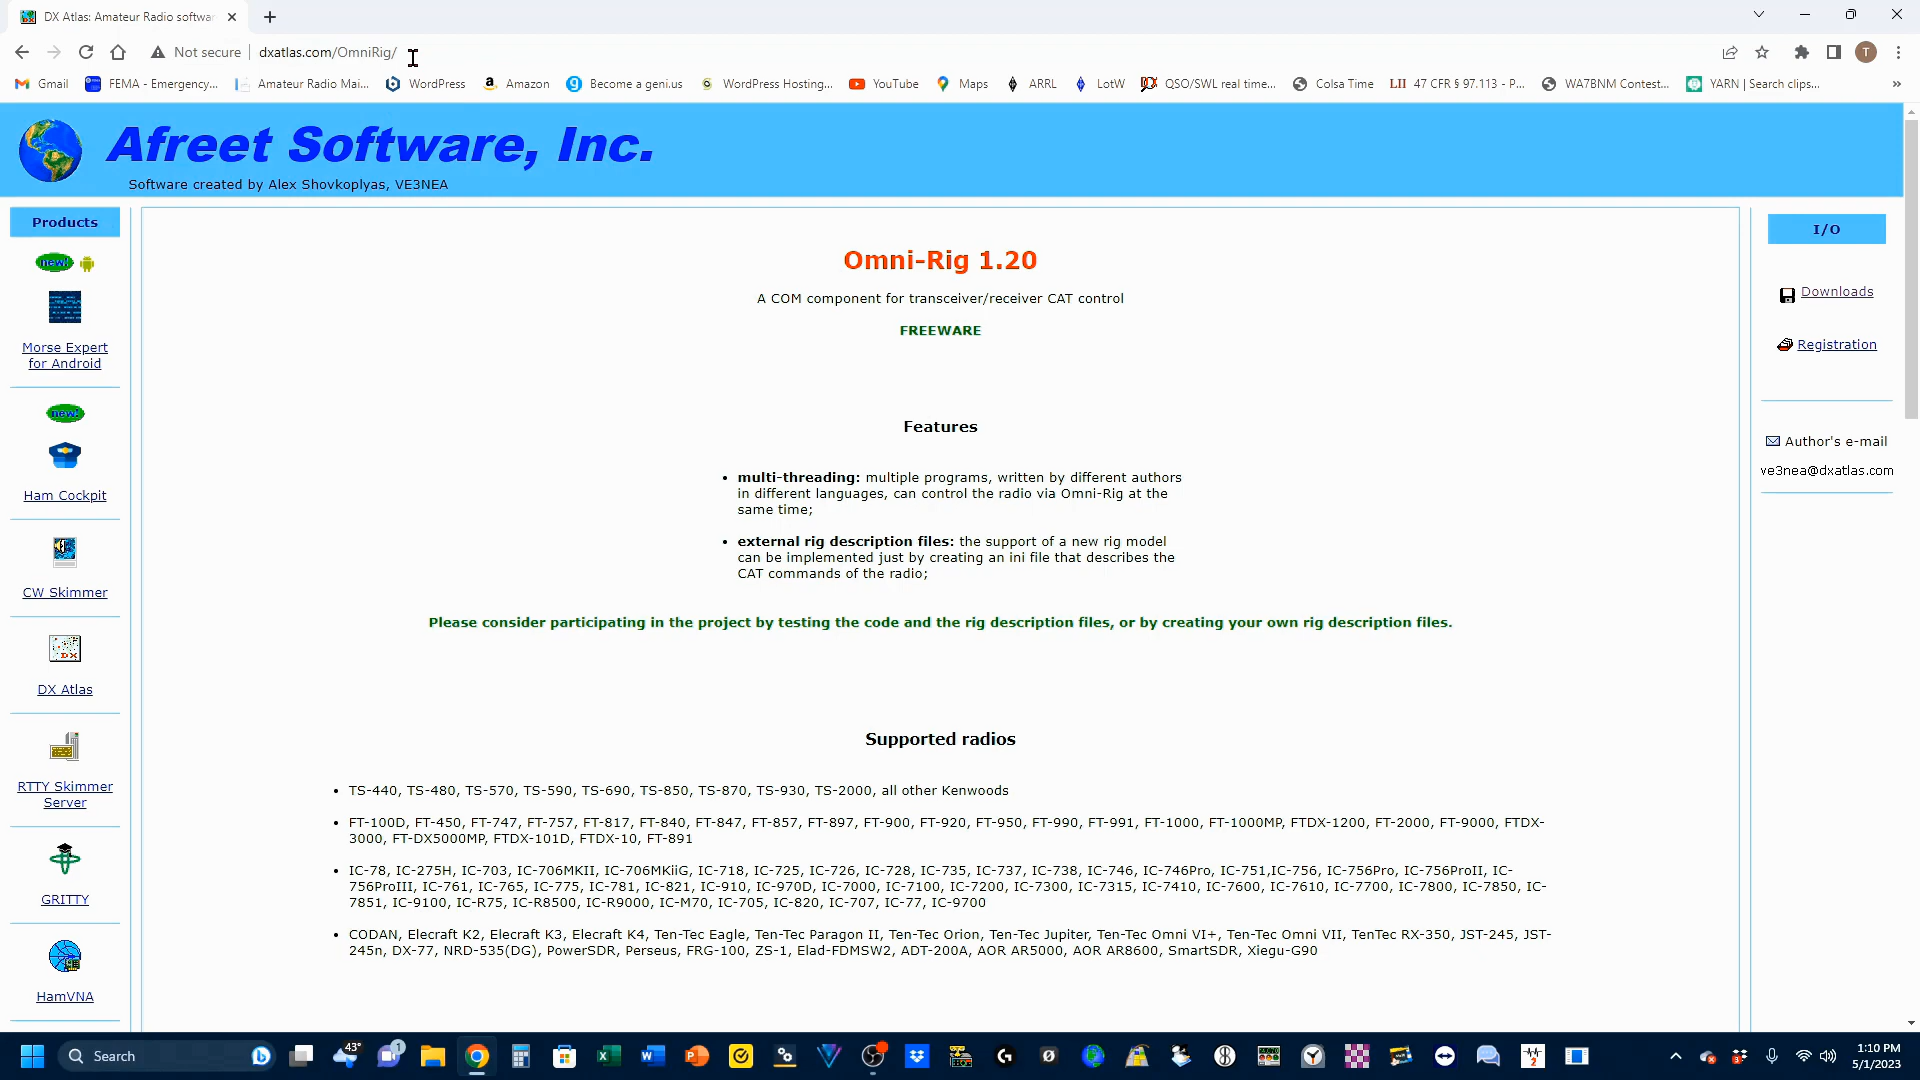 DX Atlas: Amateur Radio softwar
Not secure
dxatlas.com/OmniRig/
Gmail
FEMA - Emergency...
Amateur Radio Mai...
WordPress
Amazon
Become a geni.us
WordPress Hosting...
YouTube
Maps
ARRL
LotW
QSO/SWL real time...
Colsa Time
LII 47 CFR § 97.113 - P...
WA7BNM Contest...
YARN | Search clips...
»
Afreet Software, Inc.
Software created by Alex Shovkoplyas, VE3NEA
Products
new!
Morse Expert
for Android
new!
Ham Cockpit
CW Skimmer
DX Atlas
RTTY Skimmer
Server
GRITTY
HamVNA
Omni-Rig 1.20
A COM component for transceiver/receiver CAT control
FREEWARE
Features
• multi-threading: multiple programs, written by different authors
in different languages, can control the radio via Omni-Rig at the
same time;
• external rig description files: the support of a new rig model
can be implemented just by creating an ini file that describes the
CAT commands of the radio;
Please consider participating in the project by testing the code and the rig description files, or by creating your own rig description files.
Supported radios
• TS-440, TS-480, TS-570, TS-590, TS-690, TS-850, TS-870, TS-930, TS-2000, all other Kenwoods
• FT-100D, FT-450, FT-747, FT-757, FT-817, FT-840, FT-847, FT-857, FT-897, FT-900, FT-920, FT-950, FT-990, FT-991, FT-1000, FT-1000MP, FTDX-1200, FT-2000, FT-9000, FTDX-
3000, FT-DX5000MP, FTDX-101D, FTDX-10, FT-891
• IC-78, IC-275H, IC-703, IC-706MKII, IC-706MKiiG, IC-718, IC-725, IC-726, IC-728, IC-735, IC-737, IC-738, IC-746, IC-746Pro, IC-751,IC-756, IC-756Pro, IC-756ProII, IC-
756ProIII, IC-761, IC-765, IC-775, IC-781, IC-821, IC-910, IC-970D, IC-7000, IC-7100, IC-7200, IC-7300, IC-7315, IC-7410, IC-7600, IC-7610, IC-7700, IC-7800, IC-7850, IC-
7851, IC-9100, IC-R75, IC-R8500, IC-R9000, IC-M70, IC-705, IC-820, IC-707, IC-77, IC-9700
• CODAN, Elecraft K2, Elecraft K3, Elecraft K4, Ten-Tec Eagle, Ten-Tec Paragon II, Ten-Tec Orion, Ten-Tec Jupiter, Ten-Tec Omni VI+, Ten-Tec Omni VII, TenTec RX-350, JST-245, JST-
245n, DX-77, NRD-535(DG), PowerSDR, Perseus, FRG-100, ZS-1, Elad-FDMSW2, ADT-200A, AOR AR5000, AOR AR8600, SmartSDR, Xiegu-G90
I/O
Downloads
Registration
Author's e-mail
ve3nea@dxatlas.com
Search
43°
1
1:10 PM
5/1/2023